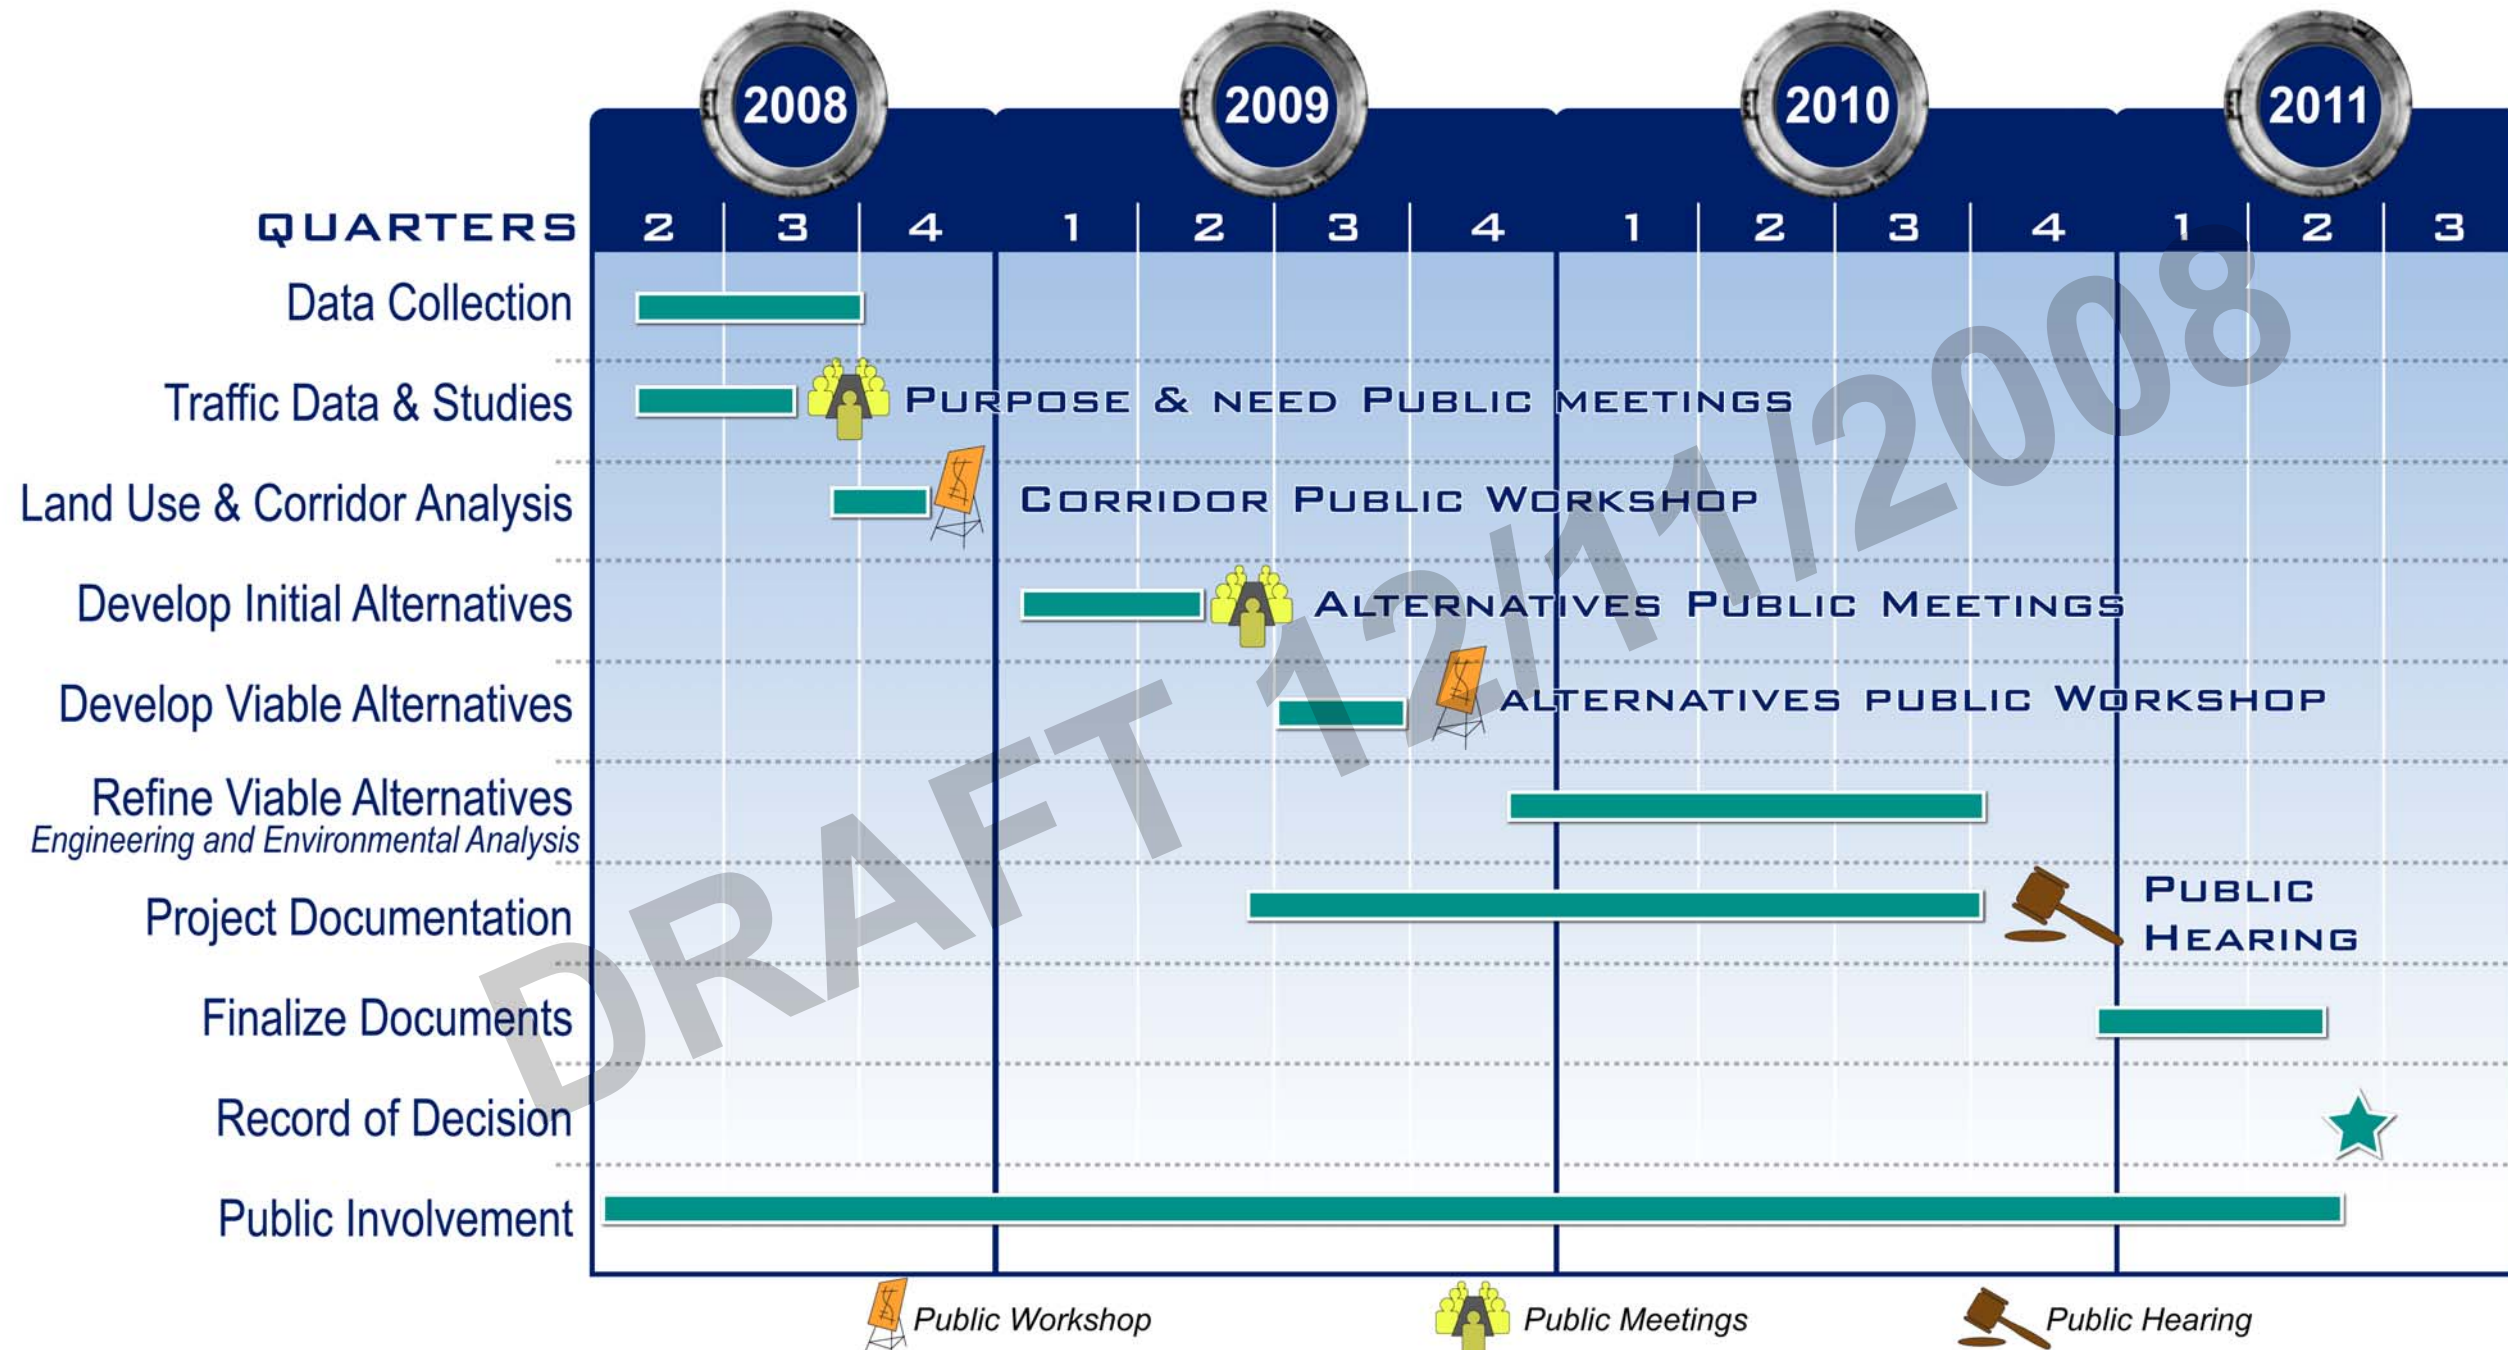 2008 2009 2010 2011
QUARTERS 2 3 4 1 2 3 4 1 2 3 4 1 2 3
Data Collection
Traffic Data & Studies PURPOSE & NEED PUBLIC MEETINGS
Land Use & Corridor Analysis CORRIDOR PUBLIC WORKSHOP
Develop Initial Alternatives ALTERNATIVES PUBLIC MEETINGS
Develop Viable Alternatives ALTERNATIVES PUBLIC WORKSHOP
Refine Viable Alternatives
Engineering and Environmental Analysis
Project Documentation PUBLIC
HEARING
Finalize Documents
Record of Decision
Public Involvement
Public Workshop Public Meetings Public Hearing
DRAFT 12/11/2008